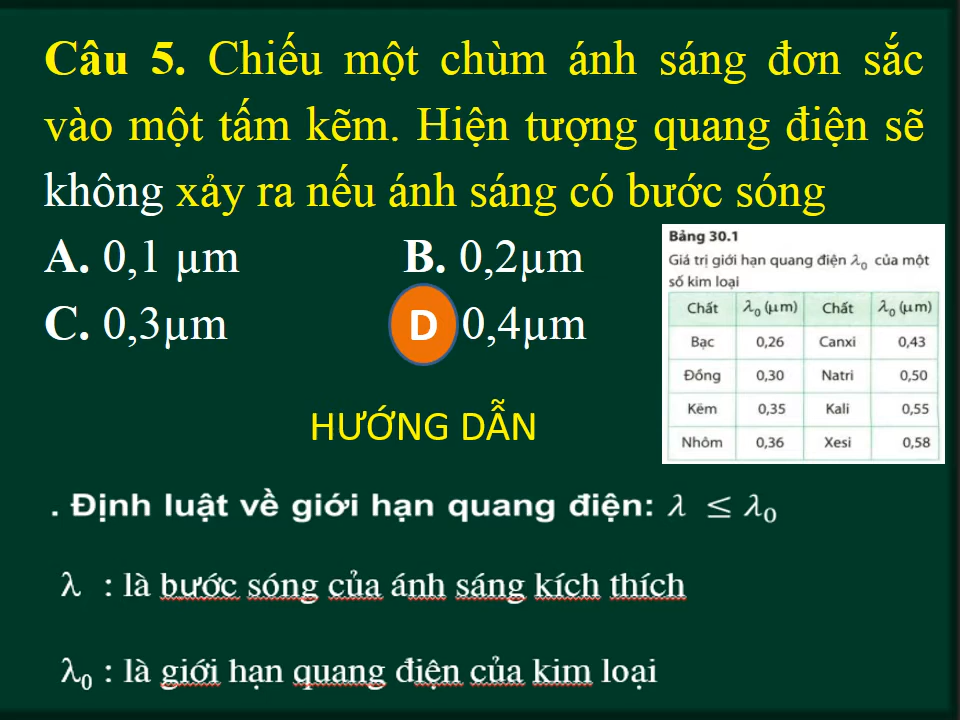 Câu 5. Chiếu một chùm ánh sáng đơn sắc
vào một tấm kẽm. Hiện tượng quang điện sẽ
không xảy ra nếu ánh sáng có bước sóng
A. 0,1 µm B. 0,2µm
C. 0,3µm D 0,4µm
Bảng 30.1
Giá trị giới hạn quang điện λ₀ của một
số kim loại
Chất λ₀ (μm) Chất λ₀ (μm)
Bạc 0,26 Canxi 0,43
Đồng 0,30 Natri 0,50
Kẽm 0,35 Kali 0,55
Nhôm 0,36 Xesi 0,58
HƯỚNG DẪN
. Định luật về giới hạn quang điện: λ ≤ λ₀
λ : là bước sóng của ánh sáng kích thích
λ₀ : là giới hạn quang điện của kim loại